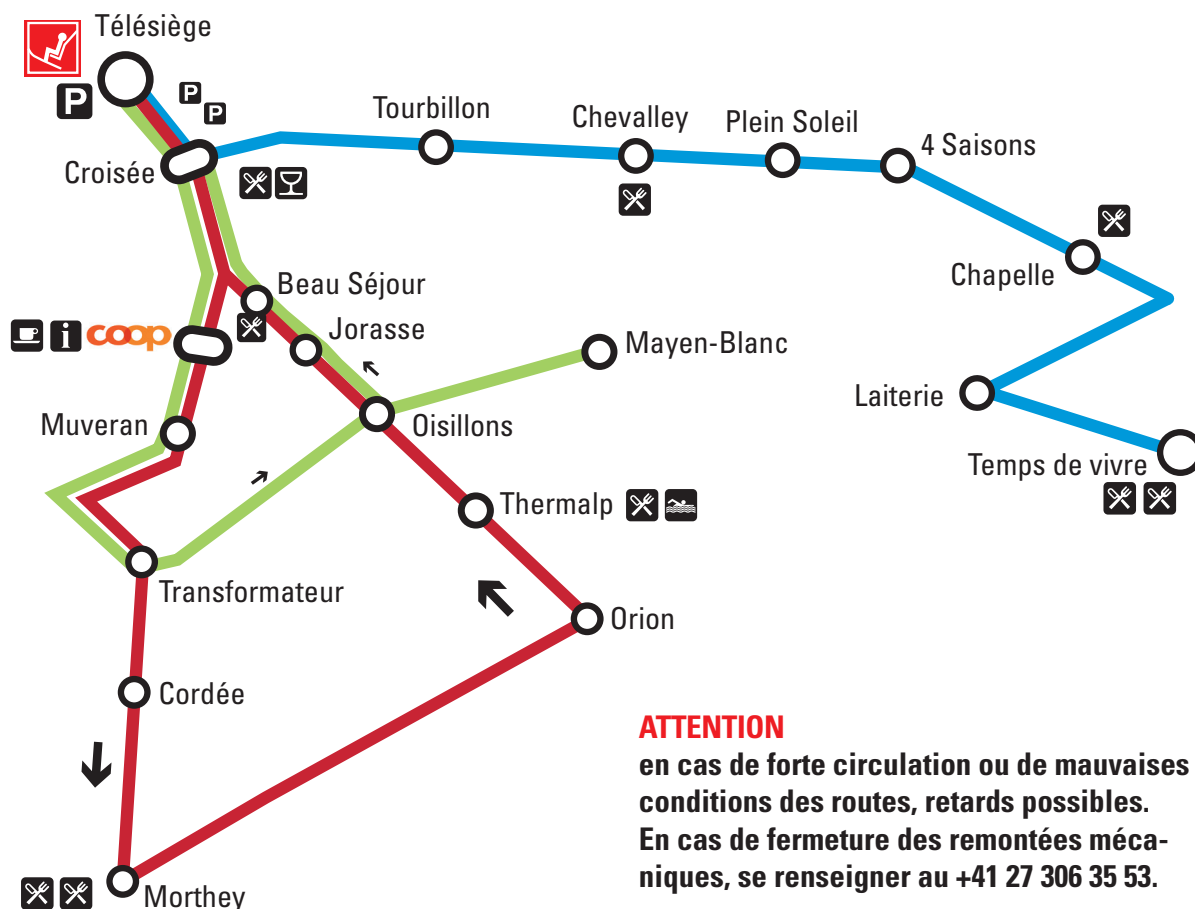 Télésiège
P
P
P
Croisée
Tourbillon
Chevalley
Plein Soleil
4 Saisons
Chapelle
Beau Séjour
Jorasse
i coop
Mayen-Blanc
Muveran
Oisillons
Laiterie
Temps de vivre
Thermalp
Transformateur
Orion
Cordée
Morthey
ATTENTION
en cas de forte circulation ou de mauvaises
conditions des routes, retards possibles.
En cas de fermeture des remontées méca-
niques, se renseigner au +41 27 306 35 53.